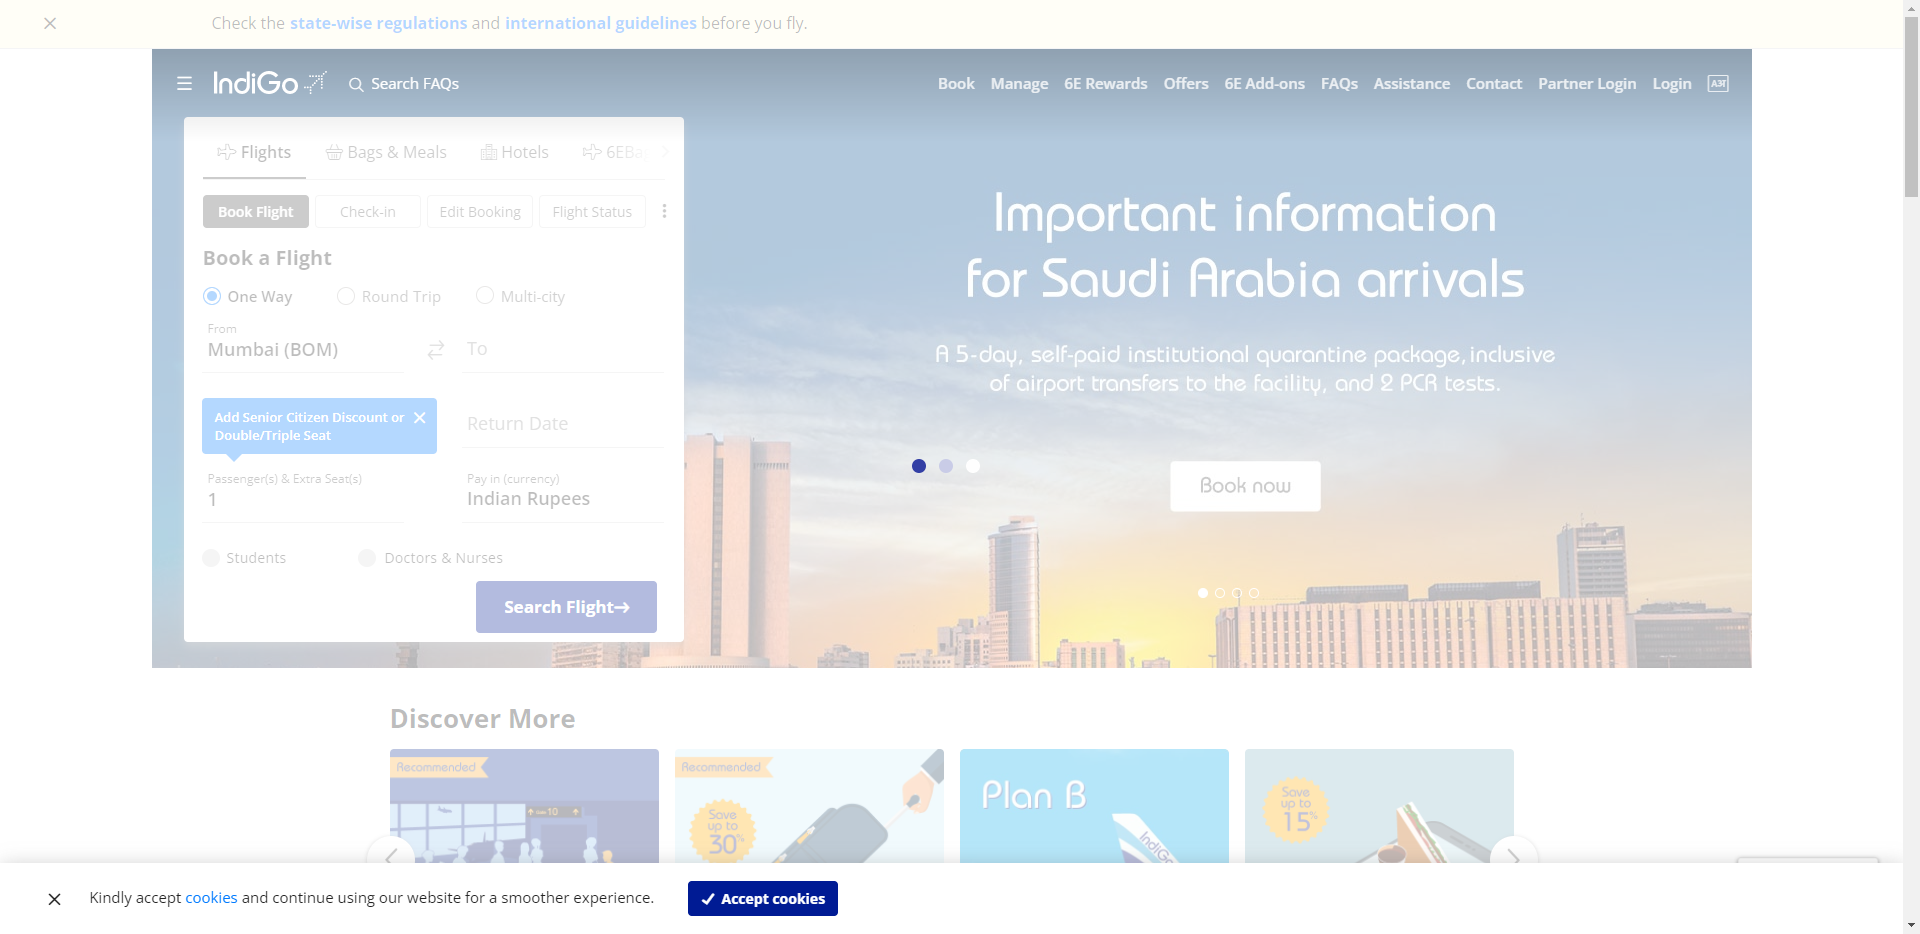 Check the state-wise regulations and international guidelines before you fly.
IndiGo
Search FAQs
Book Manage 6E Rewards Offers 6E Add-ons FAQs Assistance Contact Partner Login Login
Flights Bags & Meals Hotels 6EBa
Book Flight Check-in Edit Booking Flight Status
Book a Flight
One Way Round Trip Multi-city
From
Mumbai (BOM)
To
Add Senior Citizen Discount or
Double/Triple Seat
Return Date
Passenger(s) & Extra Seat(s)
1
Pay in (currency)
Indian Rupees
Students Doctors & Nurses
Search Flight
Important information
for Saudi Arabia arrivals
A 5-day, self-paid institutional quarantine package, inclusive
of airport transfers to the facility, and 2 PCR tests.
Book now
Discover More
Recommended
10
Recommended
Save
up to
30%
Plan B
IndiGo
Save
up to
15%
Kindly accept cookies and continue using our website for a smoother experience.
Accept cookies